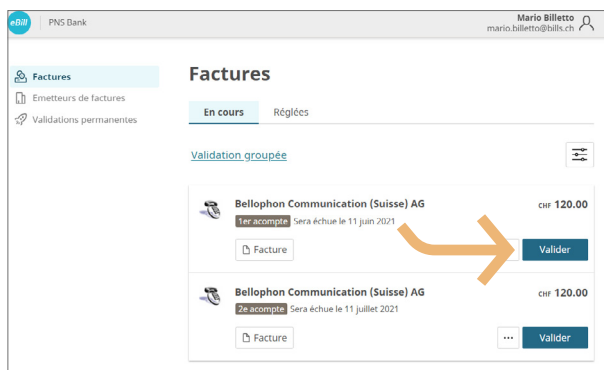 eBill PNS Bank
Mario Billetto
mario.billetto@bills.ch
Factures
Emetteurs de factures
Validations permanentes
Factures
En cours Réglées
Validation groupée
Bellophon Communication (Suisse) AG CHF 120.00
1er acompte Sera échue le 11 juin 2021
Facture Valider
Bellophon Communication (Suisse) AG CHF 120.00
2e acompte Sera échue le 11 juillet 2021
Facture ... Valider